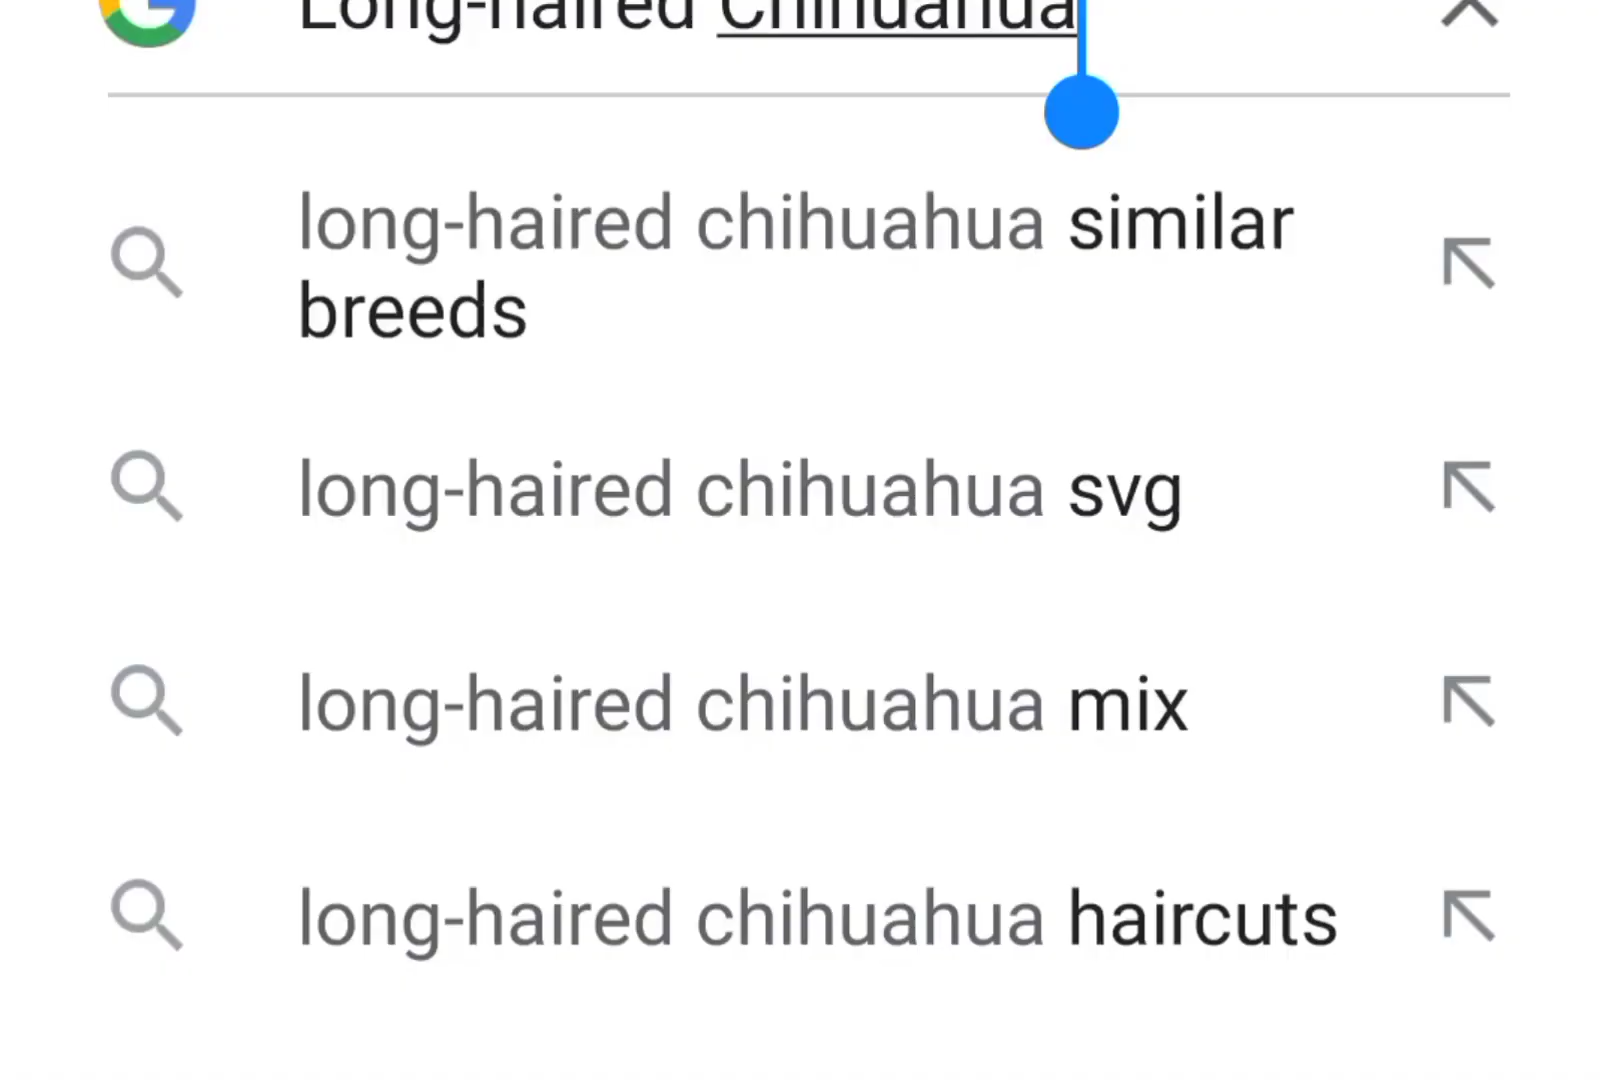 Long-haired Chihuahua
long-haired chihuahua similar
breeds
long-haired chihuahua svg
long-haired chihuahua mix
long-haired chihuahua haircuts